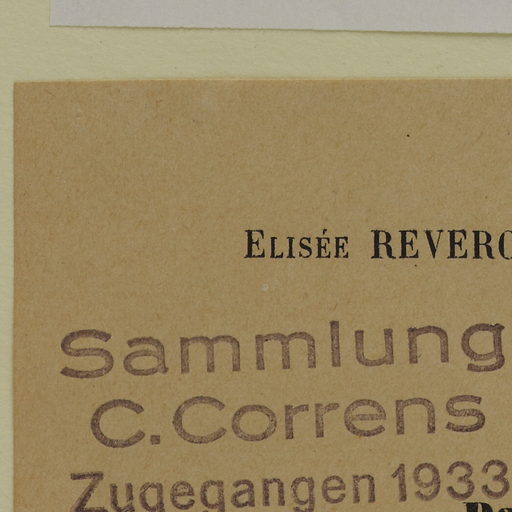 Elisée REVERC
Sammlung
C. Correns
Zugegangen 1933